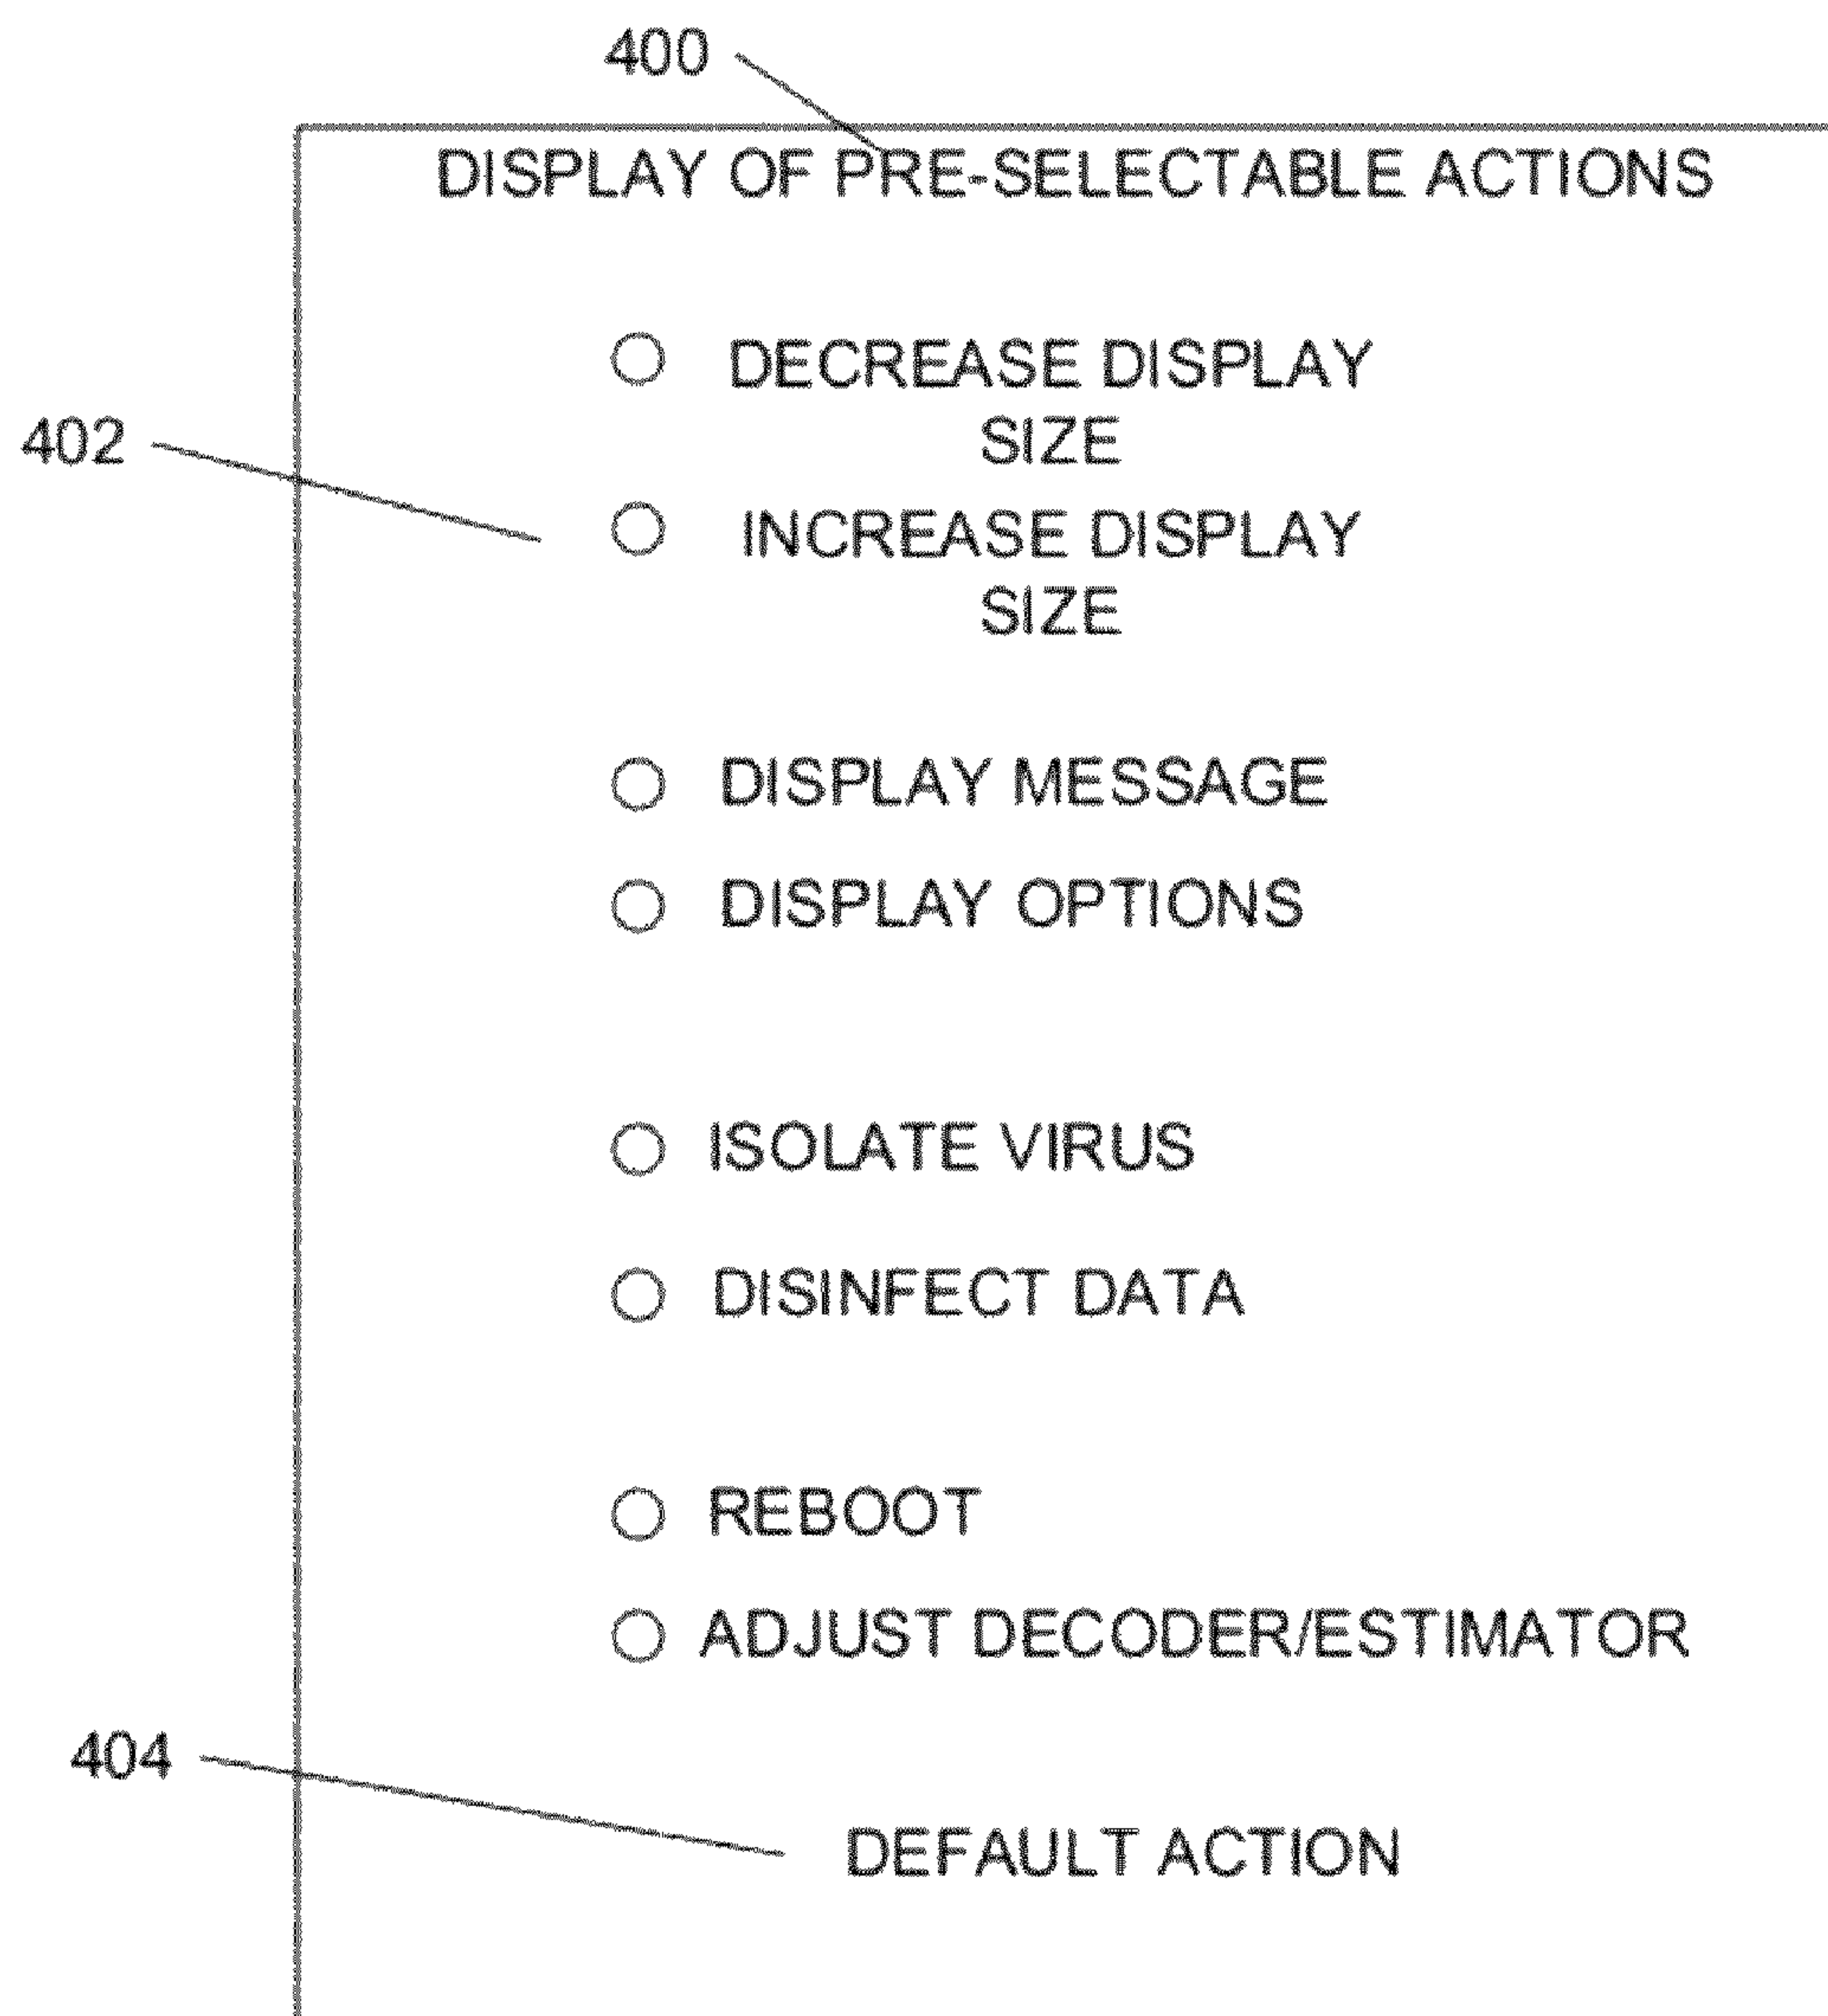 400
DISPLAY OF PRE-SELECTABLE ACTIONS
DECREASE DISPLAY
SIZE
402
INCREASE DISPLAY
SIZE
DISPLAY MESSAGE
DISPLAY OPTIONS
ISOLATE VIRUS
DISINFECT DATA
REBOOT
ADJUST DECODER/ESTIMATOR
404
DEFAULT ACTION